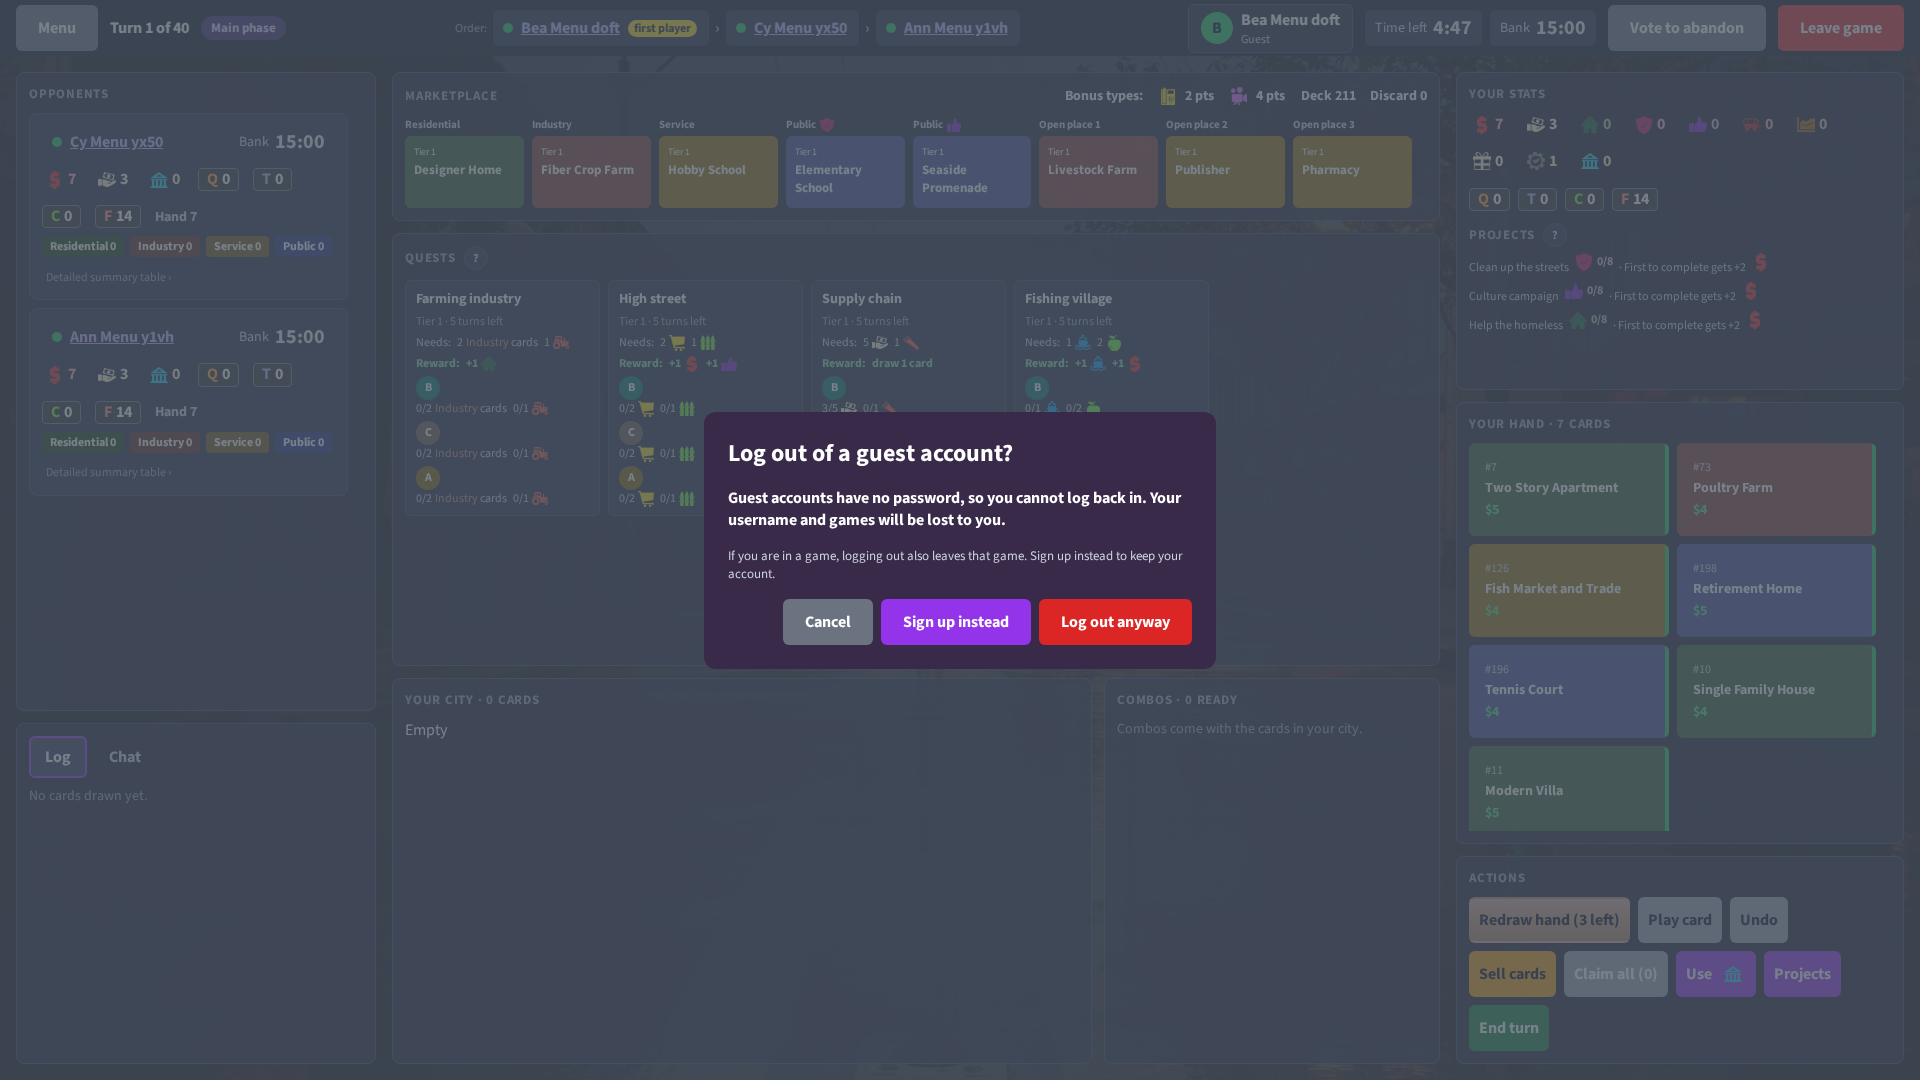 Menu
Turn 1 of 40
Main phase
Order:
Bea Menu doft
first player
›
Cy Menu yx50
›
Ann Menu y1vh
B
Bea Menu doft
Guest
Time left 4:47
Bank 15:00
Vote to abandon
Leave game
OPPONENTS
Cy Menu yx50
Bank 15:00
7 3 0 Q 0 T 0
C 0 F 14 Hand 7
Residential 0 Industry 0 Service 0 Public 0
Detailed summary table ›
Ann Menu y1vh
Bank 15:00
7 3 0 Q 0 T 0
C 0 F 14 Hand 7
Residential 0 Industry 0 Service 0 Public 0
Detailed summary table ›
Log
Chat
No cards drawn yet.
MARKETPLACE
Bonus types: 2 pts 4 pts Deck 211 Discard 0
Residential
Tier 1
Designer Home
Industry
Tier 1
Fiber Crop Farm
Service
Tier 1
Hobby School
Public
Tier 1
Elementary
School
Public
Tier 1
Seaside
Promenade
Open place 1
Tier 1
Livestock Farm
Open place 2
Tier 1
Publisher
Open place 3
Tier 1
Pharmacy
QUESTS ?
Farming industry
Tier 1 · 5 turns left
Needs: 2 Industry cards 1
Reward: +1
B
0/2 Industry cards 0/1
C
0/2 Industry cards 0/1
A
0/2 Industry cards 0/1
High street
Tier 1 · 5 turns left
Needs: 2 1
Reward: +1 $ +1
B
0/2 0/1
C
0/2 0/1
A
0/2 0/1
Supply chain
Tier 1 · 5 turns left
Needs: 5 1
Reward: draw 1 card
B
3/5 0/1
Fishing village
Tier 1 · 5 turns left
Needs: 1 2
Reward: +1 +1 $
B
0/1 0/2
Log out of a guest account?
Guest accounts have no password, so you cannot log back in. Your
username and games will be lost to you.
If you are in a game, logging out also leaves that game. Sign up instead to keep your
account.
Cancel
Sign up instead
Log out anyway
YOUR CITY · 0 CARDS
Empty
COMBOS · 0 READY
Combos come with the cards in your city.
YOUR STATS
$ 7 3 0 0 0 0 0
0 1 0
Q 0 T 0 C 0 F 14
PROJECTS ?
Clean up the streets 0/8 · First to complete gets +2 $
Culture campaign 0/8 · First to complete gets +2 $
Help the homeless 0/8 · First to complete gets +2 $
YOUR HAND · 7 CARDS
#7
Two Story Apartment
$5
#73
Poultry Farm
$4
#126
Fish Market and Trade
$4
#198
Retirement Home
$5
#196
Tennis Court
$4
#10
Single Family House
$4
#11
Modern Villa
$5
ACTIONS
Redraw hand (3 left)
Play card
Undo
Sell cards
Claim all (0)
Use
Projects
End turn